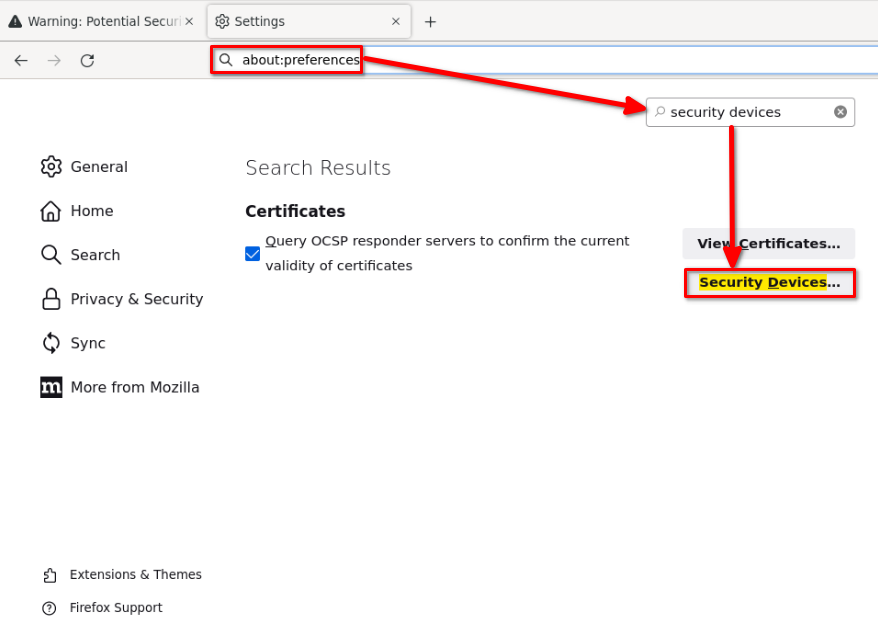 Warning: Potential Securi
Settings
about:preferences
security devices
General
Home
Search
Privacy & Security
Sync
m More from Mozilla
Search Results
Certificates
Query OCSP responder servers to confirm the current
validity of certificates
View Certificates...
Security Devices...
Extensions & Themes
Firefox Support